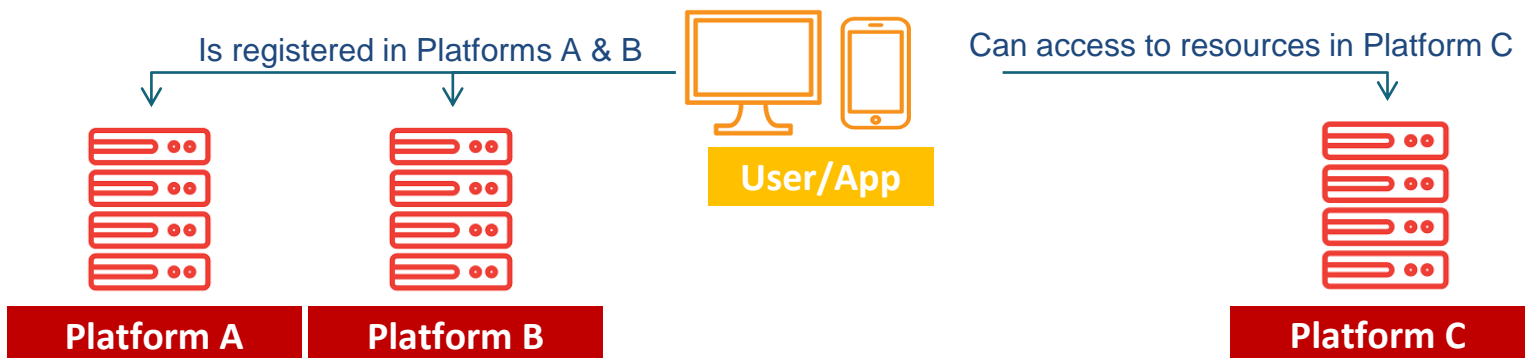 Is registered in Platforms A & B
Can access to resources in Platform C
User/App
Platform A
Platform B
Platform C